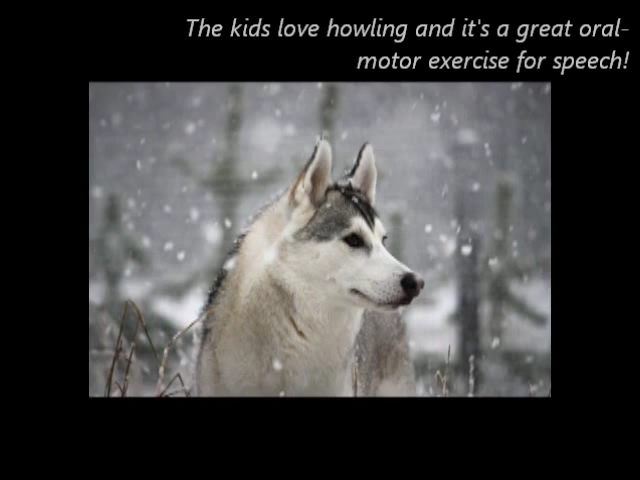 The kids love howling and it's a great oral-
motor exercise for speech!